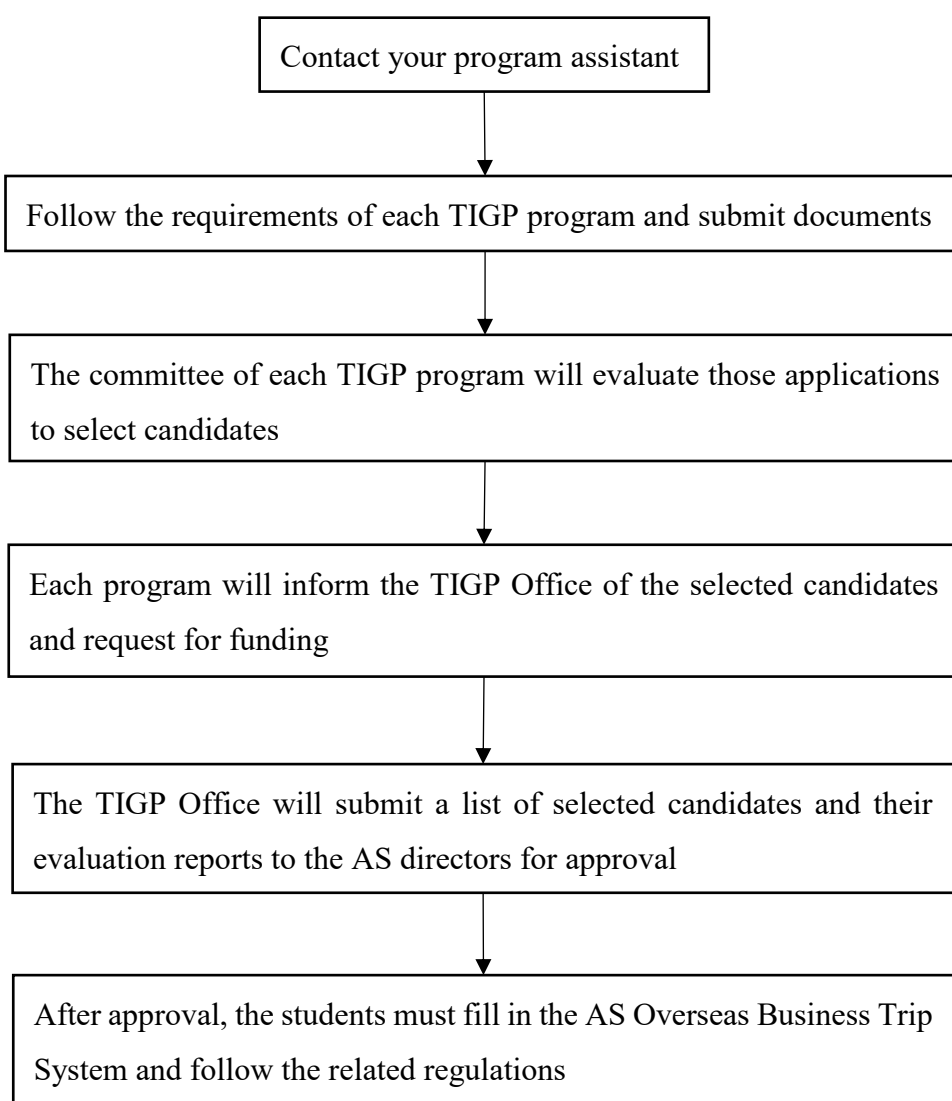 Contact your program assistant
Follow the requirements of each TIGP program and submit documents
The committee of each TIGP program will evaluate those applications
to select candidates
Each program will inform the TIGP Office of the selected candidates
and request for funding
The TIGP Office will submit a list of selected candidates and their
evaluation reports to the AS directors for approval
After approval, the students must fill in the AS Overseas Business Trip
System and follow the related regulations